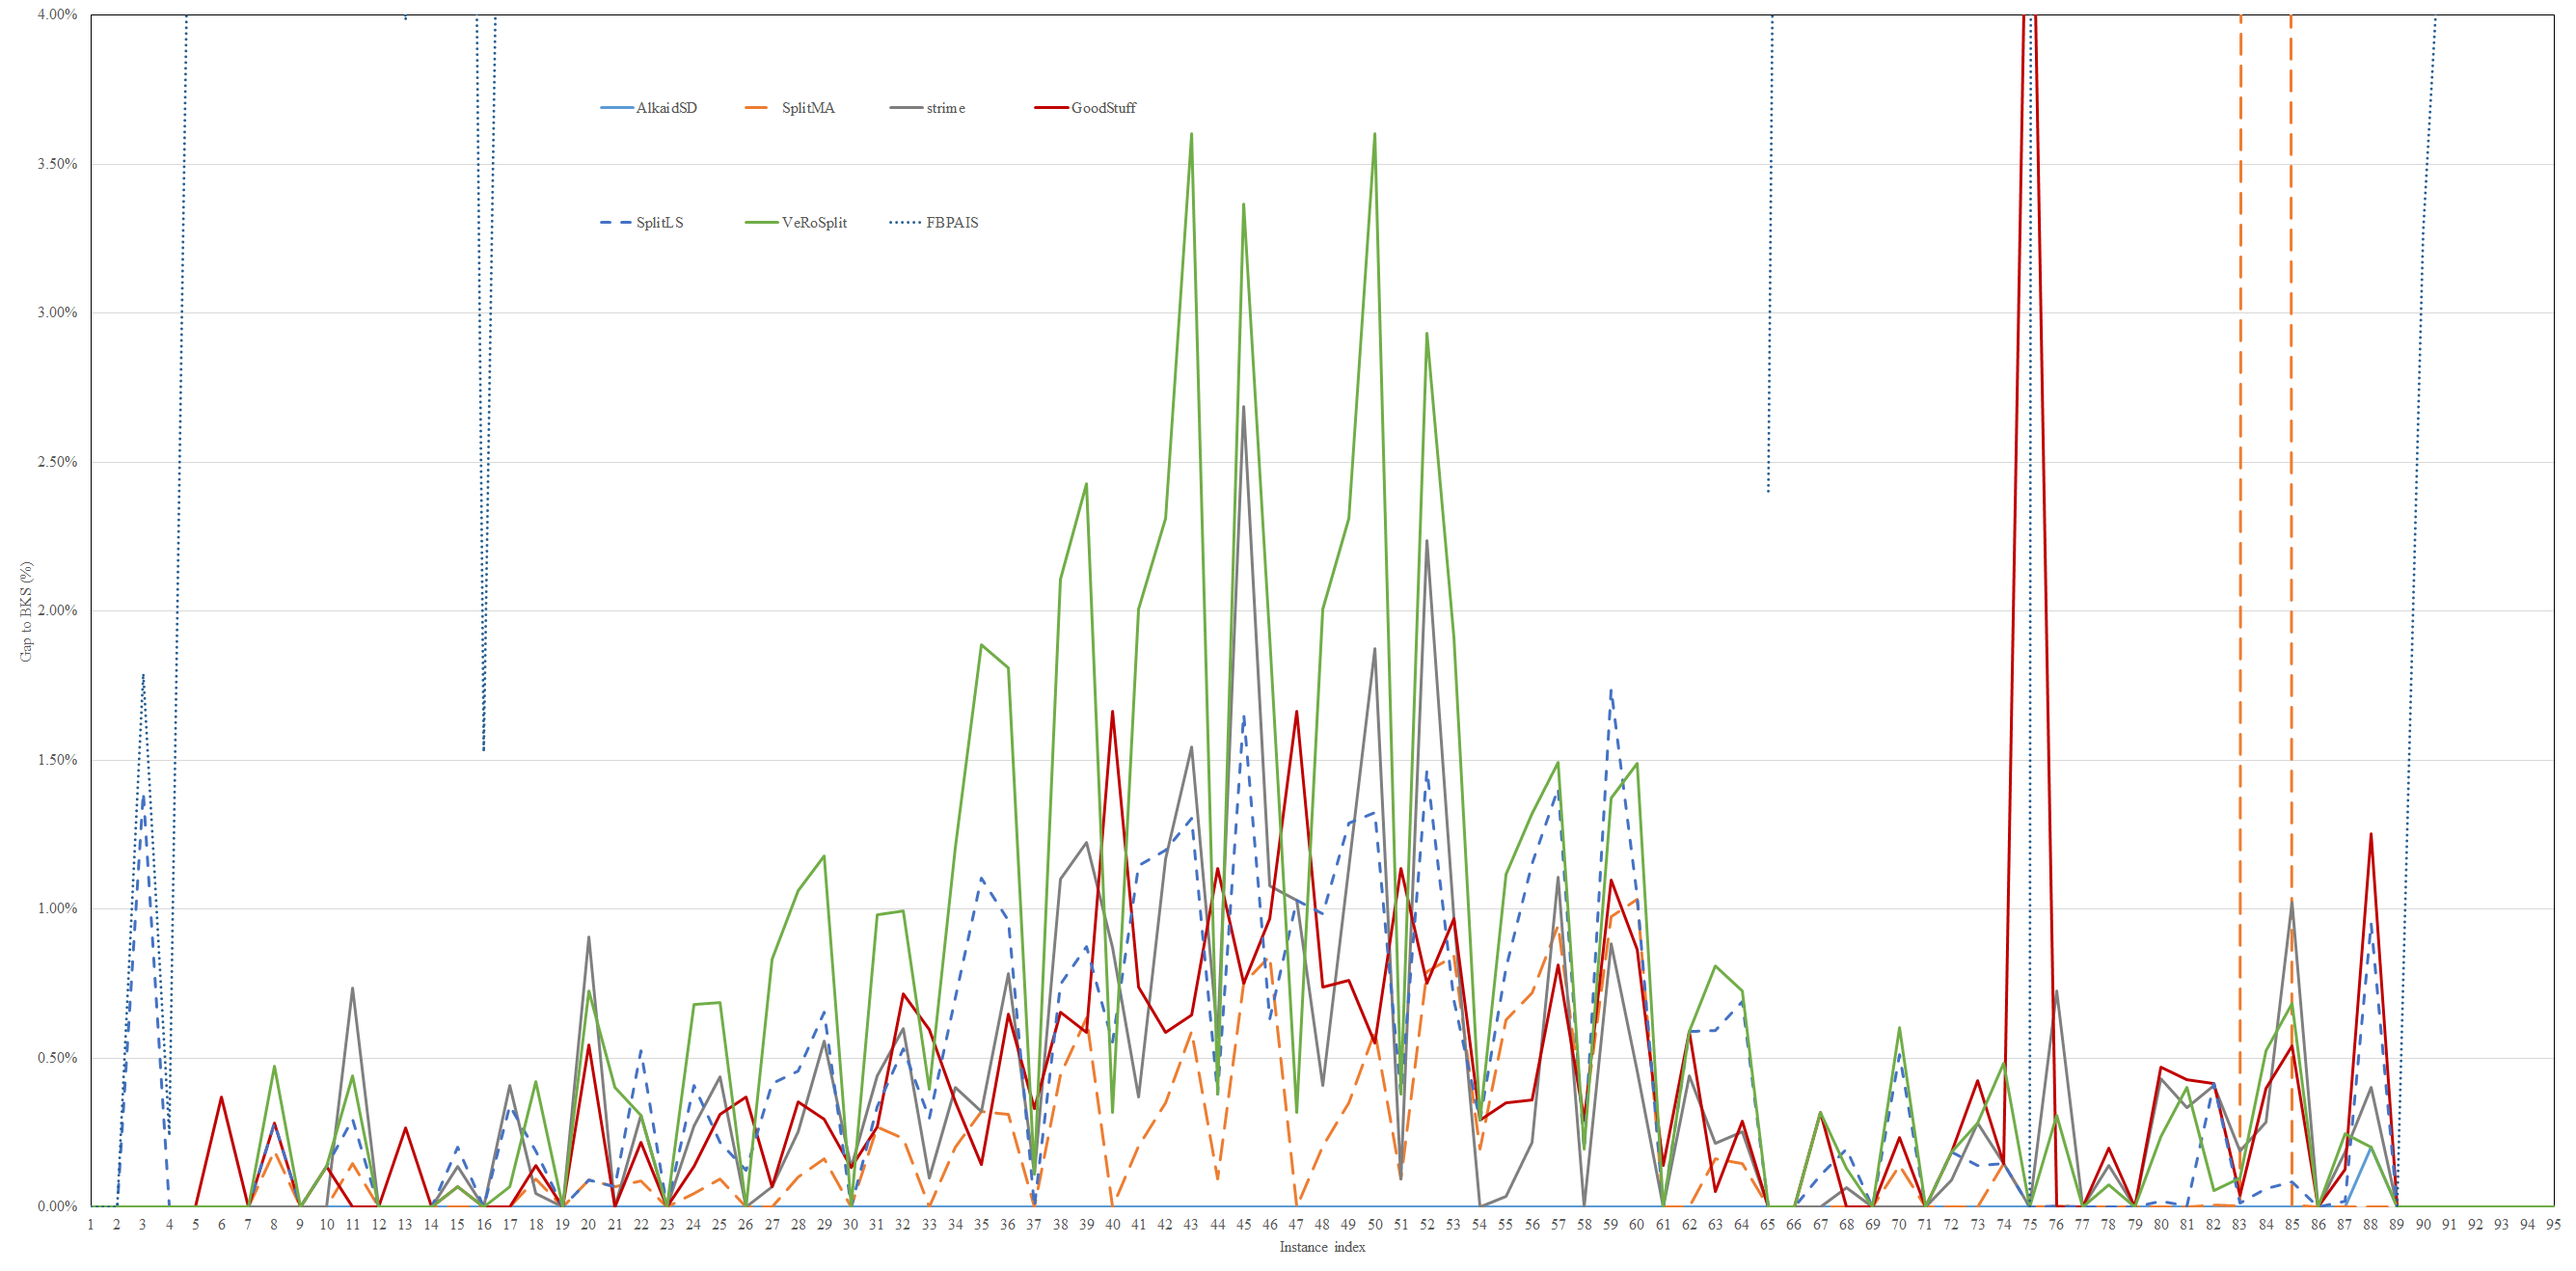 4.00%
AlkaidSD SplitMA strime GoodStuff
3.50%
SplitLS VeRoSplit FBPAIS
3.00%
2.50%
2.00%
Gap to BKS (%)
1.50%
1.00%
0.50%
0.00%
1 2 3 4 5 6 7 8 9 10 11 12 13 14 15 16 17 18 19 20 21 22 23 24 25 26 27 28 29 30 31 32 33 34 35 36 37 38 39 40 41 42 43 44 45 46 47 48 49 50 51 52 53 54 55 56 57 58 59 60 61 62 63 64 65 66 67 68 69 70 71 72 73 74 75 76 77 78 79 80 81 82 83 84 85 86 87 88 89 90 91 92 93 94 95
Instance index